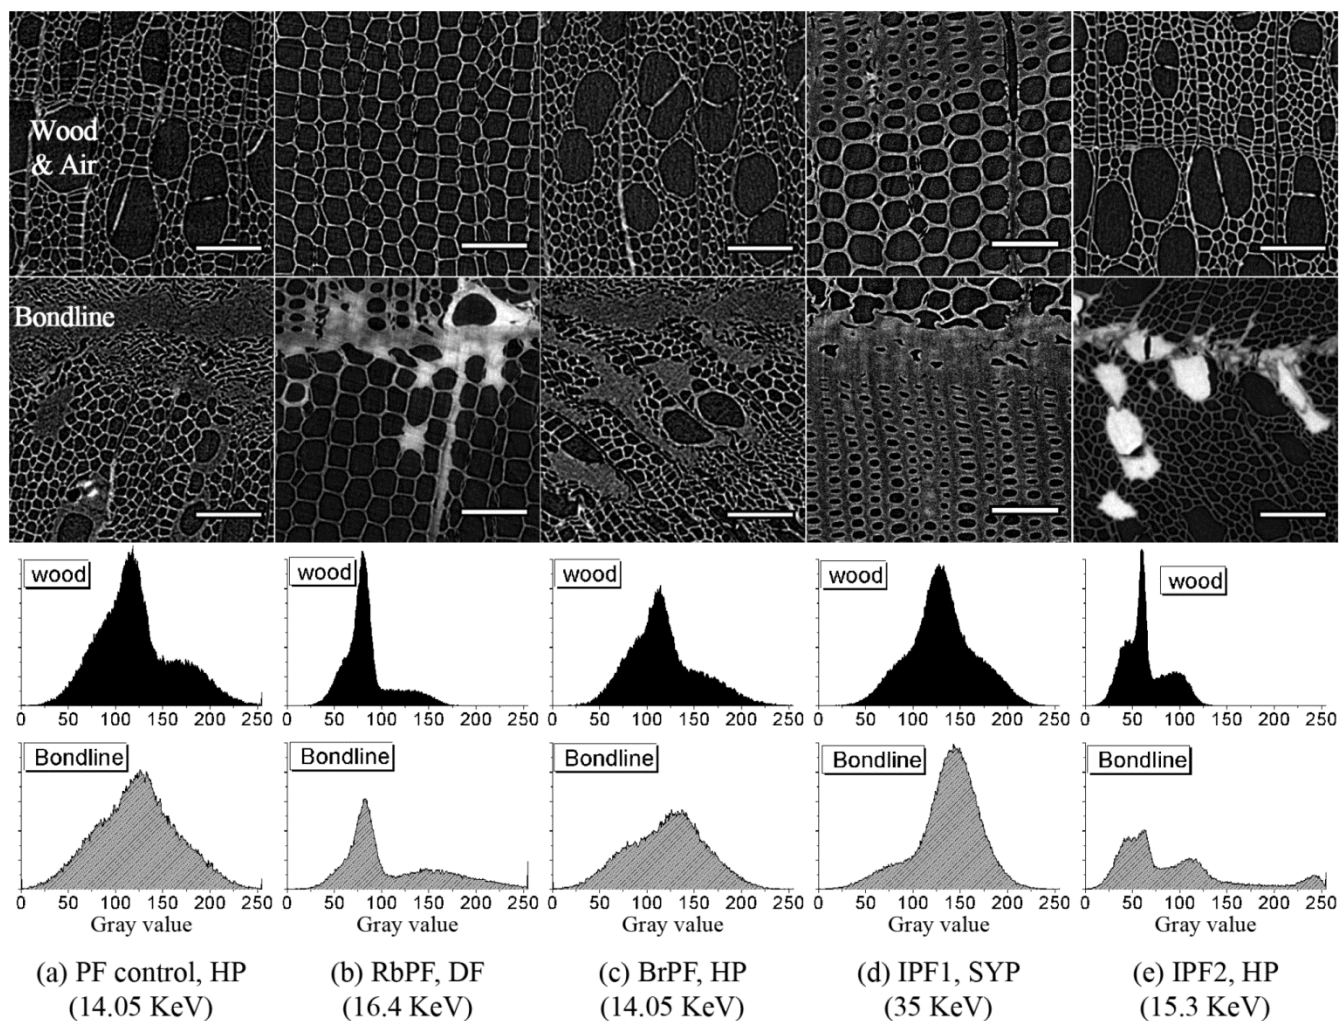 Wood
& Air
Bondline
wood
wood
wood
wood
wood
0 50 100 150 200 250
0 50 100 150 200 250
0 50 100 150 200 250
0 50 100 150 200 250
0 50 100 150 200 250
Bondline
Bondline
Bondline
Bondline
Bondline
0 50 100 150 200 250
0 50 100 150 200 250
0 50 100 150 200 250
0 50 100 150 200 250
0 50 100 150 200 250
Gray value
Gray value
Gray value
Gray value
Gray value
(a) PF control, HP
(14.05 KeV)
(b) RbPF, DF
(16.4 KeV)
(c) BrPF, HP
(14.05 KeV)
(d) IPF1, SYP
(35 KeV)
(e) IPF2, HP
(15.3 KeV)